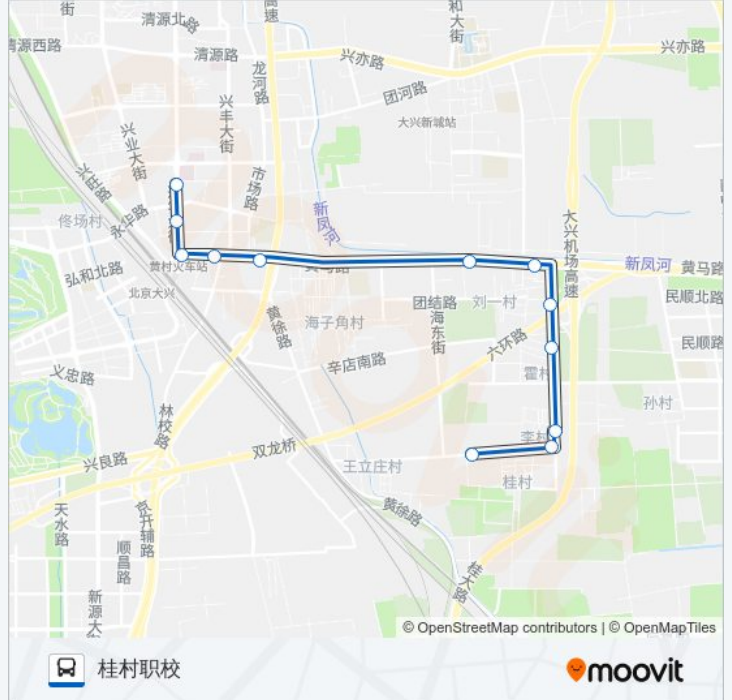 街
清源北路
高速
和大街
清源西路
清源路
兴亦路
兴亦路
龙河路
团河路
兴丰大街
大兴新城站
兴业大街
兴旺路
市场路
佟场村
永华路
新凤河
大兴机场高速
黄村火车站
新凤河
黄马路
弘和北路
北京大兴
团结路
刘一村
民顺北路
海子角村
海东街
黄徐路
六环路
民顺路
辛店南路
义忠路
霍村
孙村
林校路
李村
双龙桥
兴良路
王立庄村
桂村
天水路
京开辅路
黄徐路
顺昌路
桂大路
新源大街
© OpenStreetMap contributors | © OpenMapTiles
桂村职校
moovit